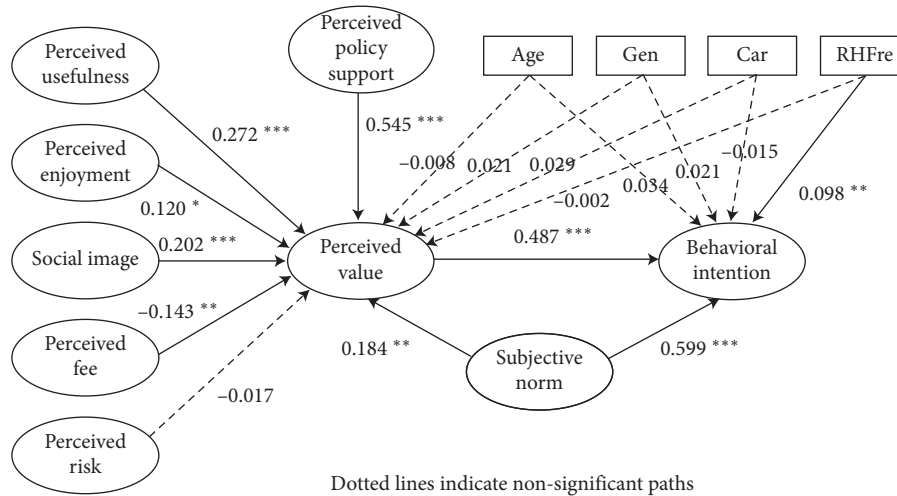 Perceived
usefulness
Perceived
policy
support
Age
Gen
Car
RHFre
0.272 ***
0.545 ***
Perceived
enjoyment
–0.008
0.021
0.029
–0.002
0.034
0.021
–0.015
0.098 **
0.120 *
Social image
0.202 ***
Perceived
value
0.487 ***
Behavioral
intention
–0.143 **
Perceived
fee
0.184 **
Subjective
norm
0.599 ***
–0.017
Perceived
risk
Dotted lines indicate non-significant paths